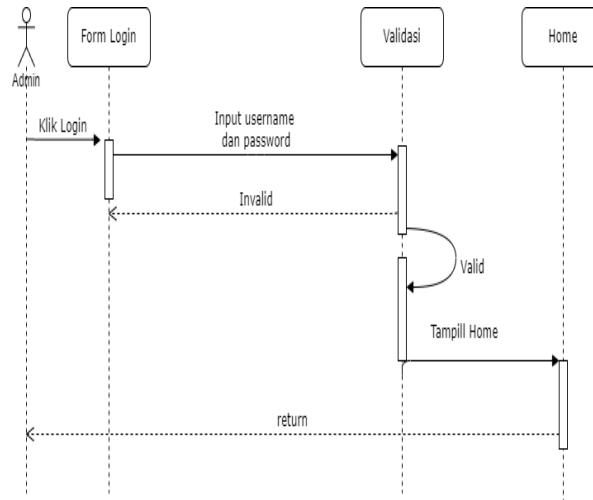 Form Login
Validasi
Home
Admin
Klik Login
Input username
dan password
Invalid
Valid
Tampill Home
return